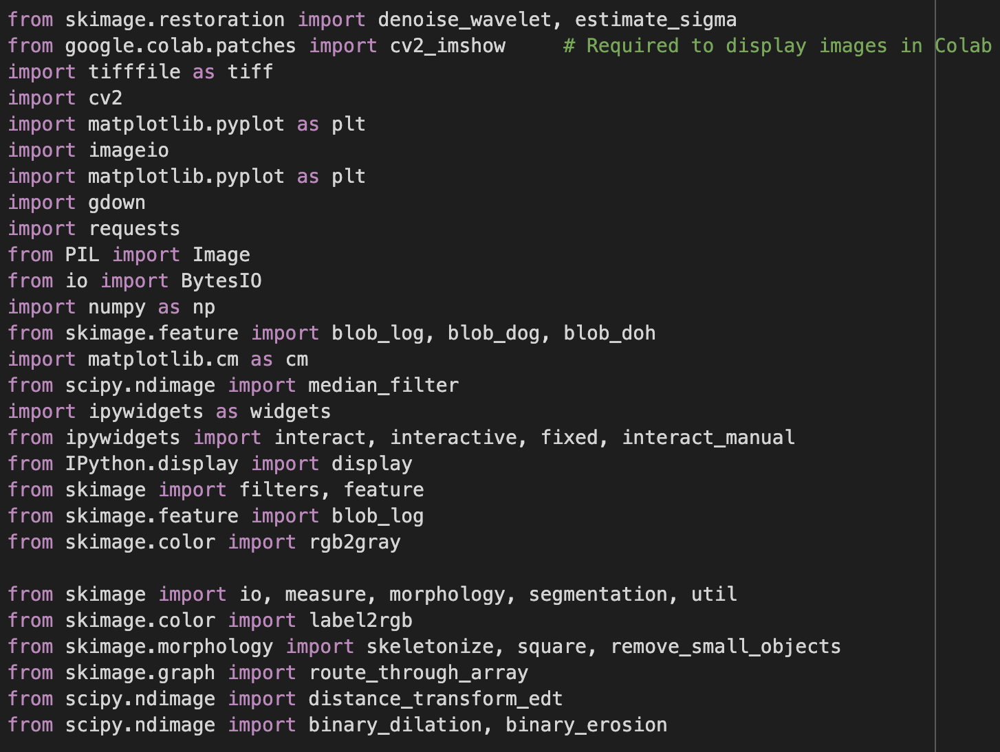 from skimage.restoration import denoise_wavelet, estimate_sigma
from google.colab.patches import cv2_imshow     # Required to display images in Colab
import tifffile as tiff
import cv2
import matplotlib.pyplot as plt
import imageio
import matplotlib.pyplot as plt
import gdown
import requests
from PIL import Image
from io import BytesIO
import numpy as np
from skimage.feature import blob_log, blob_dog, blob_doh
import matplotlib.cm as cm
from scipy.ndimage import median_filter
import ipywidgets as widgets
from ipywidgets import interact, interactive, fixed, interact_manual
from IPython.display import display
from skimage import filters, feature
from skimage.feature import blob_log
from skimage.color import rgb2gray

from skimage import io, measure, morphology, segmentation, util
from skimage.color import label2rgb
from skimage.morphology import skeletonize, square, remove_small_objects
from skimage.graph import route_through_array
from scipy.ndimage import distance_transform_edt
from scipy.ndimage import binary_dilation, binary_erosion